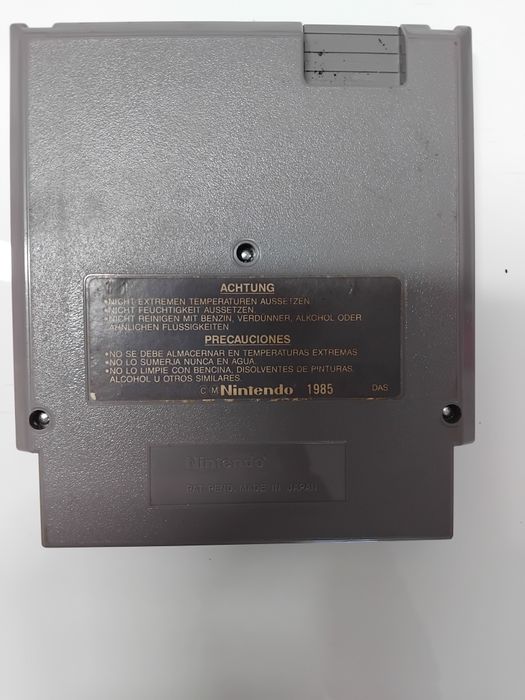 ACHTUNG
•NICHT EXTREMEN TEMPERATUREN AUSSETZEN
•NICHT FEUCHTIGKEIT AUSSETZEN
•NICHT REINIGEN MIT BENZIN, VERDÜNNER, ALKOHOL ODER
ÄHNLICHEN FLÜSSIGKEITEN
PRECAUCIONES
•NO SE DEBE ALMACERNAR EN TEMPERATURAS EXTREMAS
•NO LO SUMERJA NUNCA EN AGUA.
•NO LO LIMPIE CON BENCINA, DISOLVENTES DE PINTURAS.
ALCOHOL U OTROS SIMILARES.
C M Nintendo 1985 DAS
Nintendo
PAT. PEND. MADE IN JAPAN